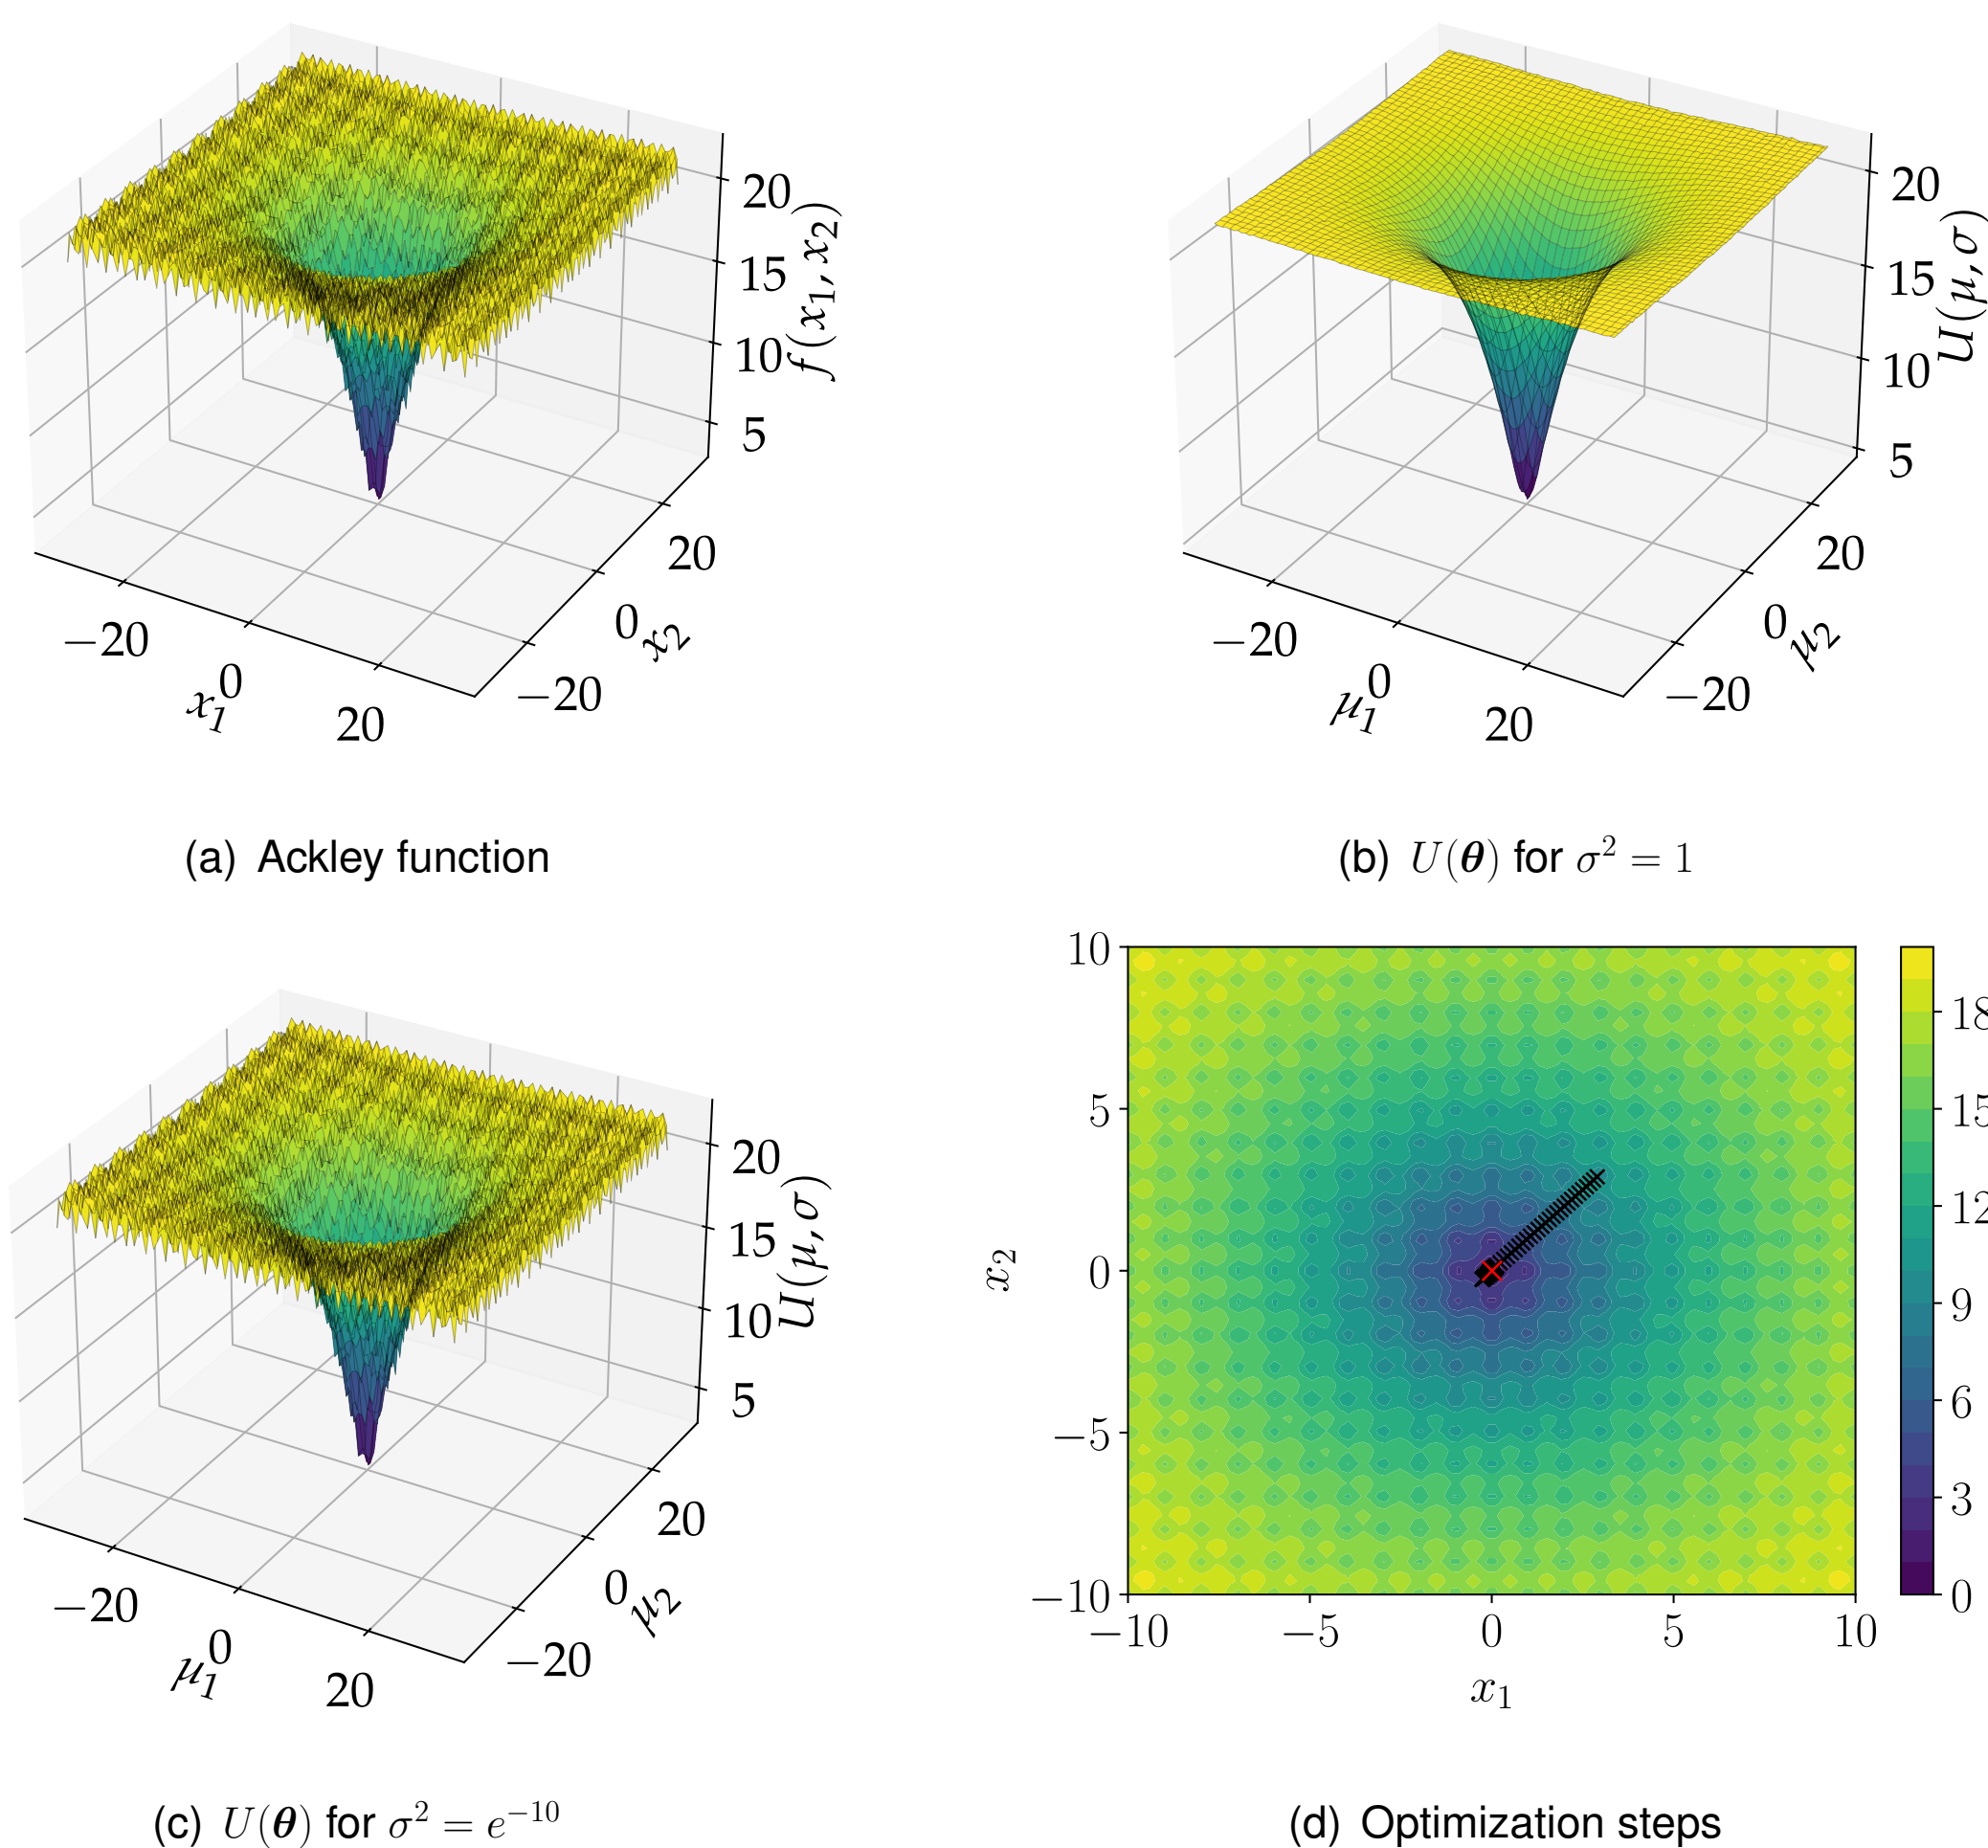 20
15
10
5
f(x₁, x₂)
20
0
−20
x₂
−20
0
20
x₁
(a) Ackley function
20
15
10
5
U(μ, σ)
20
0
−20
μ₂
−20
0
20
μ₁
(b) U(θ) for σ² = 1
20
15
10
5
U(μ, σ)
20
0
−20
μ₂
−20
0
20
μ₁
(c) U(θ) for σ² = e⁻¹⁰
10
5
0
−5
−10
x₂
−10 −5 0 5 10
x₁
18
15
12
9
6
3
0
(d) Optimization steps